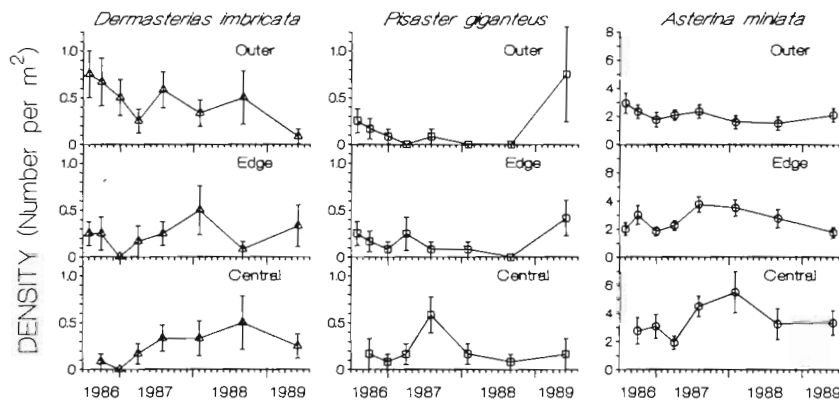 Dermasterias imbricata Pisaster giganteus Asterina miniata
DENSITY (Number per m²)
Outer Outer Outer
1.0 1.0 8
6
0.5 0.5 4
2
0 0 0
Edge Edge Edge
1.0 1.0 8
6
0.5 0.5 4
2
0 0 0
Central Central Central
1.0 1.0
6
0.5 0.5 4
2
0 0 0
1986 1987 1988 1989 1986 1987 1988 1989 1986 1987 1988 1989